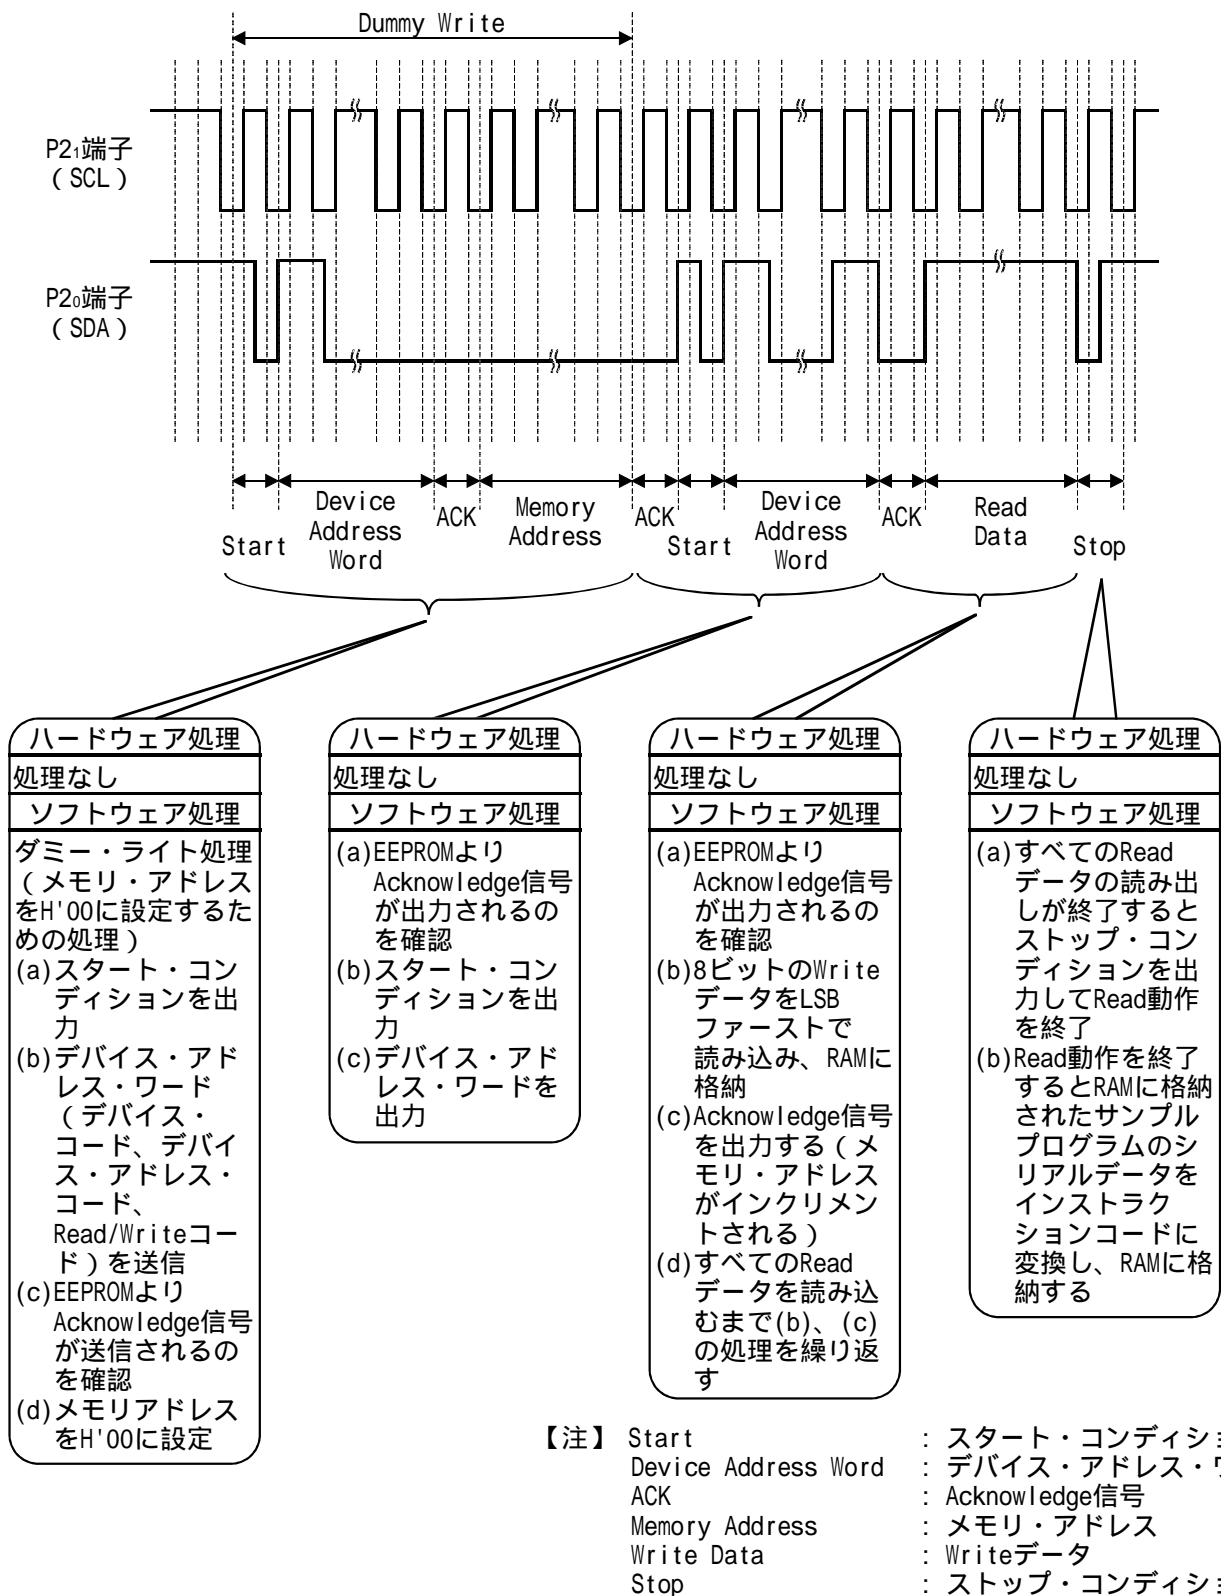 Dummy Write
P2₁端子
（SCL）
P2₀端子
（SDA）
Start
Device
Address
Word
ACK
Memory
Address
ACK
Start
Device
Address
Word
ACK
Read
Data
Stop
ハードウェア処理
処理なし
ソフトウェア処理
ダミー・ライト処理
（メモリ・アドレス
をH'00に設定するた
めの処理）
(a)スタート・コン
ディションを出
力
(b)デバイス・アド
レス・ワード
（デバイス・
コード、デバイ
ス・アドレス・
コード、
Read/Writeコー
ド）を送信
(c)EEPROMより
Acknowledge信号
が送信されるの
を確認
(d)メモリアドレス
をH'00に設定
ハードウェア処理
処理なし
ソフトウェア処理
(a)EEPROMより
Acknowledge信号
が出力されるの
を確認
(b)スタート・コン
ディションを出
力
(c)デバイス・アド
レス・ワードを
出力
ハードウェア処理
処理なし
ソフトウェア処理
(a)EEPROMより
Acknowledge信号
が出力されるの
を確認
(b)8ビットのWrite
データをLSB
ファーストで
読み込み、RAMに
格納
(c)Acknowledge信号
を出力する（メ
モリ・アドレス
がインクリメン
トされる）
(d)すべてのRead
データを読み込
むまで(b)、(c)
の処理を繰り返
す
ハードウェア処理
処理なし
ソフトウェア処理
(a)すべてのRead
データの読み出
しが終了すると
ストップ・コン
ディションを出
力してRead動作
を終了
(b)Read動作を終了
するとRAMに格納
されたサンプル
プログラムのシ
リアルデータを
インストラク
ションコードに
変換し、RAMに格
納する
【注】 Start : スタート・コンディショ
Device Address Word : デバイス・アドレス・
ACK : Acknowledge信号
Memory Address : メモリ・アドレス
Write Data : Writeデータ
Stop : ストップ・コンディショ